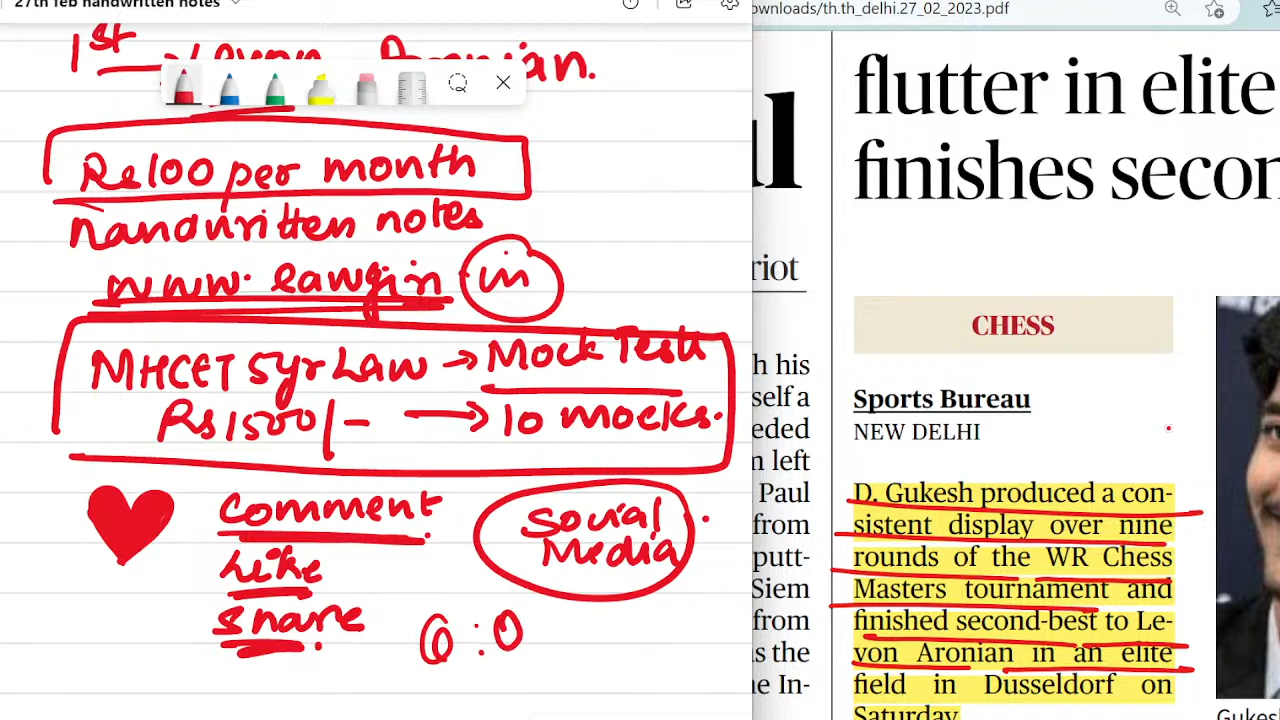 27th feb handwritten notes
1st → Levon Aronian.
Rs100 per month
handwritten notes
www.lawgin in
MHCET 5yr Law → Mock Tests
Rs1500/- → 10 mocks.
Comment
Like
Share
Social
Media
6:0
ownloads/th.th_delhi.27_02_2023.pdf
flutter in elite
finishes secon
riot
h his
self a
eded
m left
Paul
from
putt-
Siem
from
s the
e In-
CHESS
Sports Bureau
NEW DELHI
D. Gukesh produced a con-
sistent display over nine
rounds of the WR Chess
Masters tournament and
finished second-best to Le-
von Aronian in an elite
field in Dusseldorf on
Saturday
Gukes